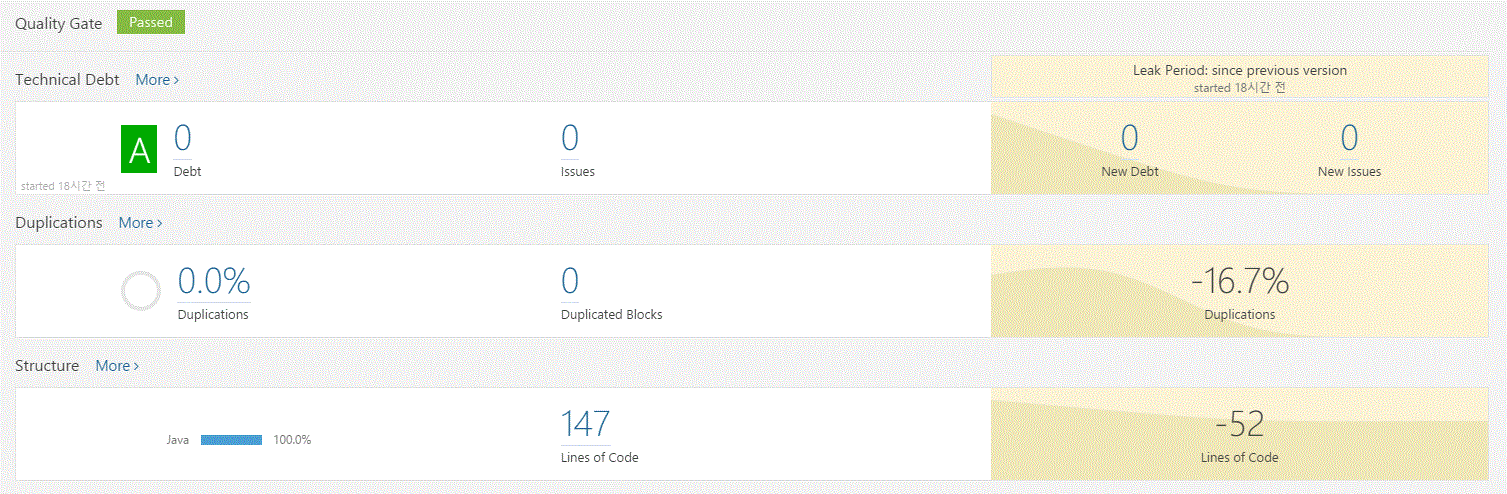 Quality Gate Passed
Technical Debt More ›
Leak Period: since previous version
started 18시간 전
A 0 0 0 0
Debt Issues New Debt New Issues
started 18시간 전
Duplications More ›
0.0% 0 -16.7%
Duplications Duplicated Blocks Duplications
Structure More ›
147 -52
Java 100.0%
Lines of Code Lines of Code